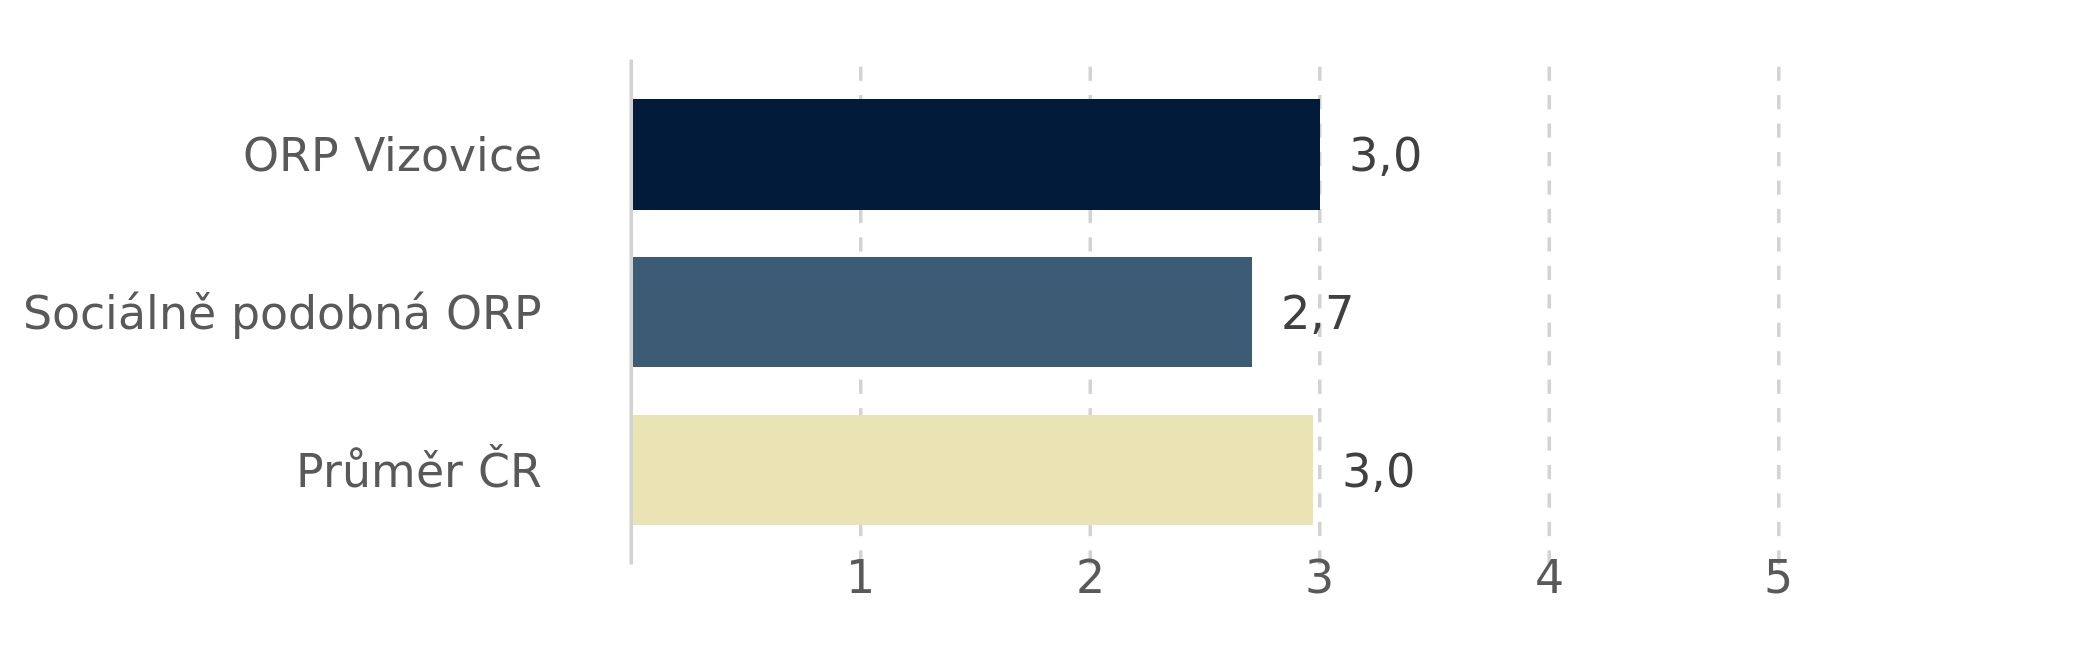 ORP Vizovice 3,0
Sociálně podobná ORP 2,7
Průměr ČR 3,0
1 2 3 4 5